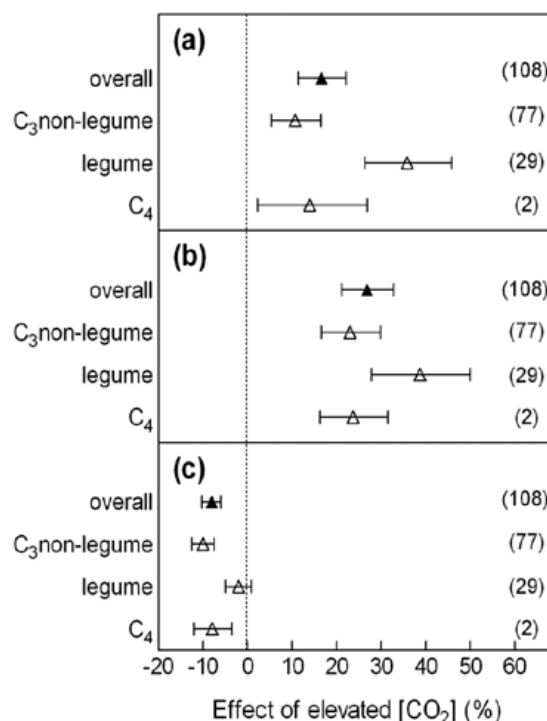 (a)
overall (108)
C₃non-legume (77)
legume (29)
C₄ (2)
(b)
overall (108)
C₃non-legume (77)
legume (29)
C₄ (2)
(c)
overall (108)
C₃non-legume (77)
legume (29)
C₄ (2)
-20 -10 0 10 20 30 40 50 60
Effect of elevated [CO₂] (%)